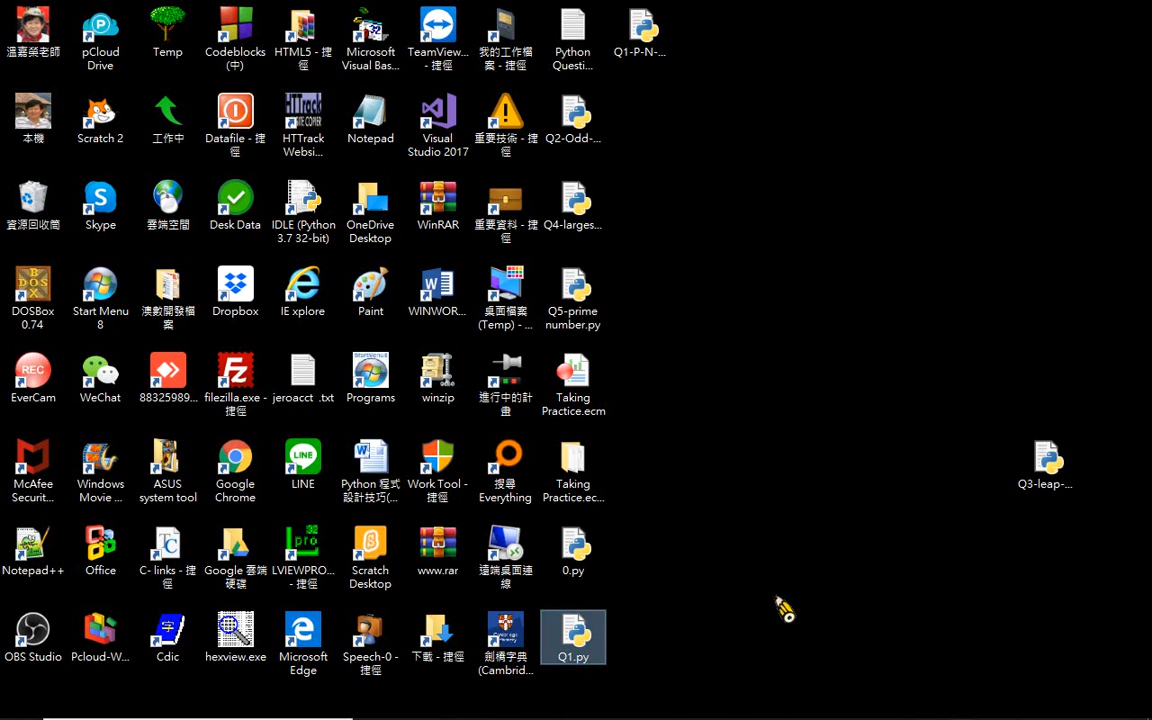 溫嘉榮老師
pCloud
Drive
Temp
Codeblocks
(中)
HTML5 - 捷
徑
Microsoft
Visual Bas...
TeamView...
- 捷徑
我的工作檔
案 - 捷徑
Python
Questi...
Q1-P-N-...
本機
Scratch 2
工作中
Datafile - 捷
徑
HTTrack
Websi...
Notepad
Visual
Studio 2017
重要技術 - 捷
徑
Q2-Odd-...
資源回收筒
Skype
雲端空間
Desk Data
IDLE (Python
3.7 32-bit)
OneDrive
Desktop
WinRAR
重要資料 - 捷
徑
Q4-larges...
DOSBox
0.74
Start Menu
8
澳數開發檔
案
Dropbox
IE xplore
Paint
WINWOR...
桌面檔案
(Temp) - ...
Q5-prime
number.py
EverCam
WeChat
88325989...
filezilla.exe -
捷徑
jeroacct .txt
Programs
winzip
進行中的計
畫
Taking
Practice.ecm
McAfee
Securit...
Windows
Movie ...
ASUS
system tool
Google
Chrome
LINE
Python 程式
設計技巧(...
Work Tool -
捷徑
搜尋
Everything
Taking
Practice.ec...
Q3-leap-...
Notepad++
Office
C- links - 捷
徑
Google 雲端
硬碟
LVIEWPRO...
- 捷徑
Scratch
Desktop
www.rar
遠端桌面連
線
0.py
OBS Studio
Pcloud-W...
Cdic
hexview.exe
Microsoft
Edge
Speech-0 -
捷徑
下載 - 捷徑
劍橋字典
(Cambrid...
Q1.py